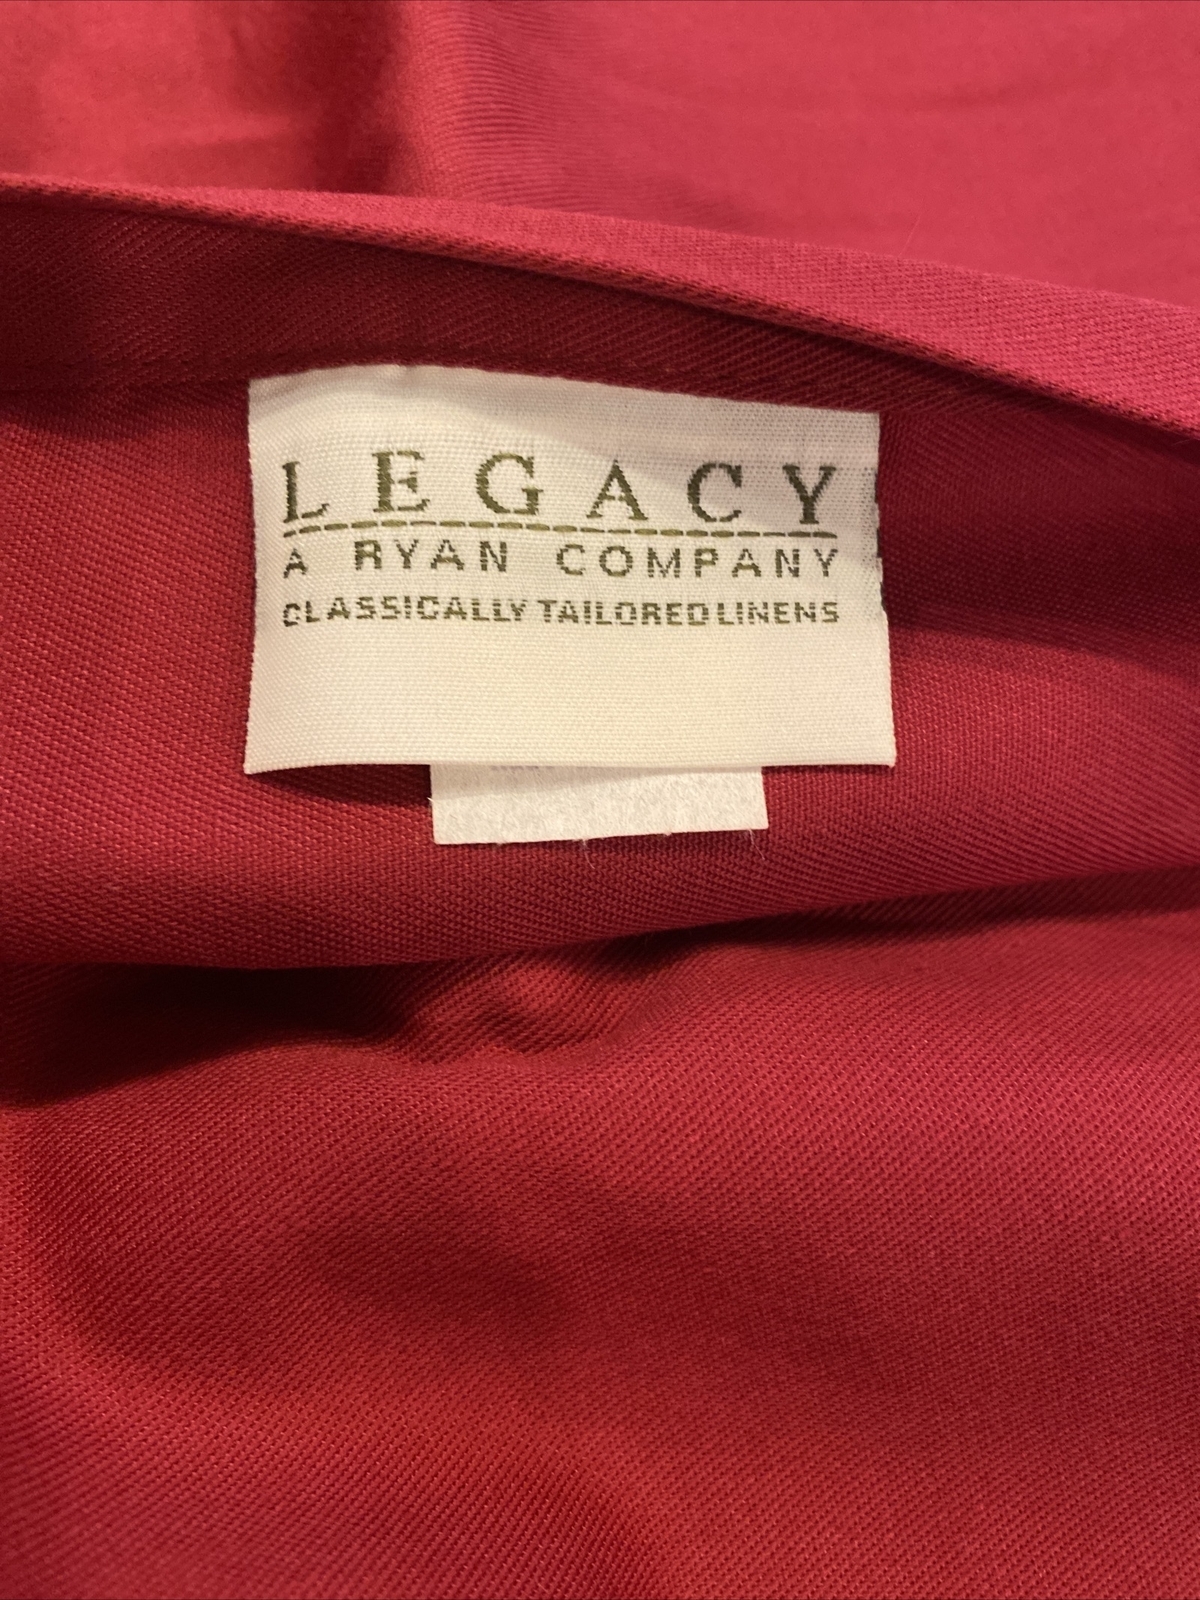 LEGACY
A RYAN COMPANY
CLASSICALLY TAILORED LINENS